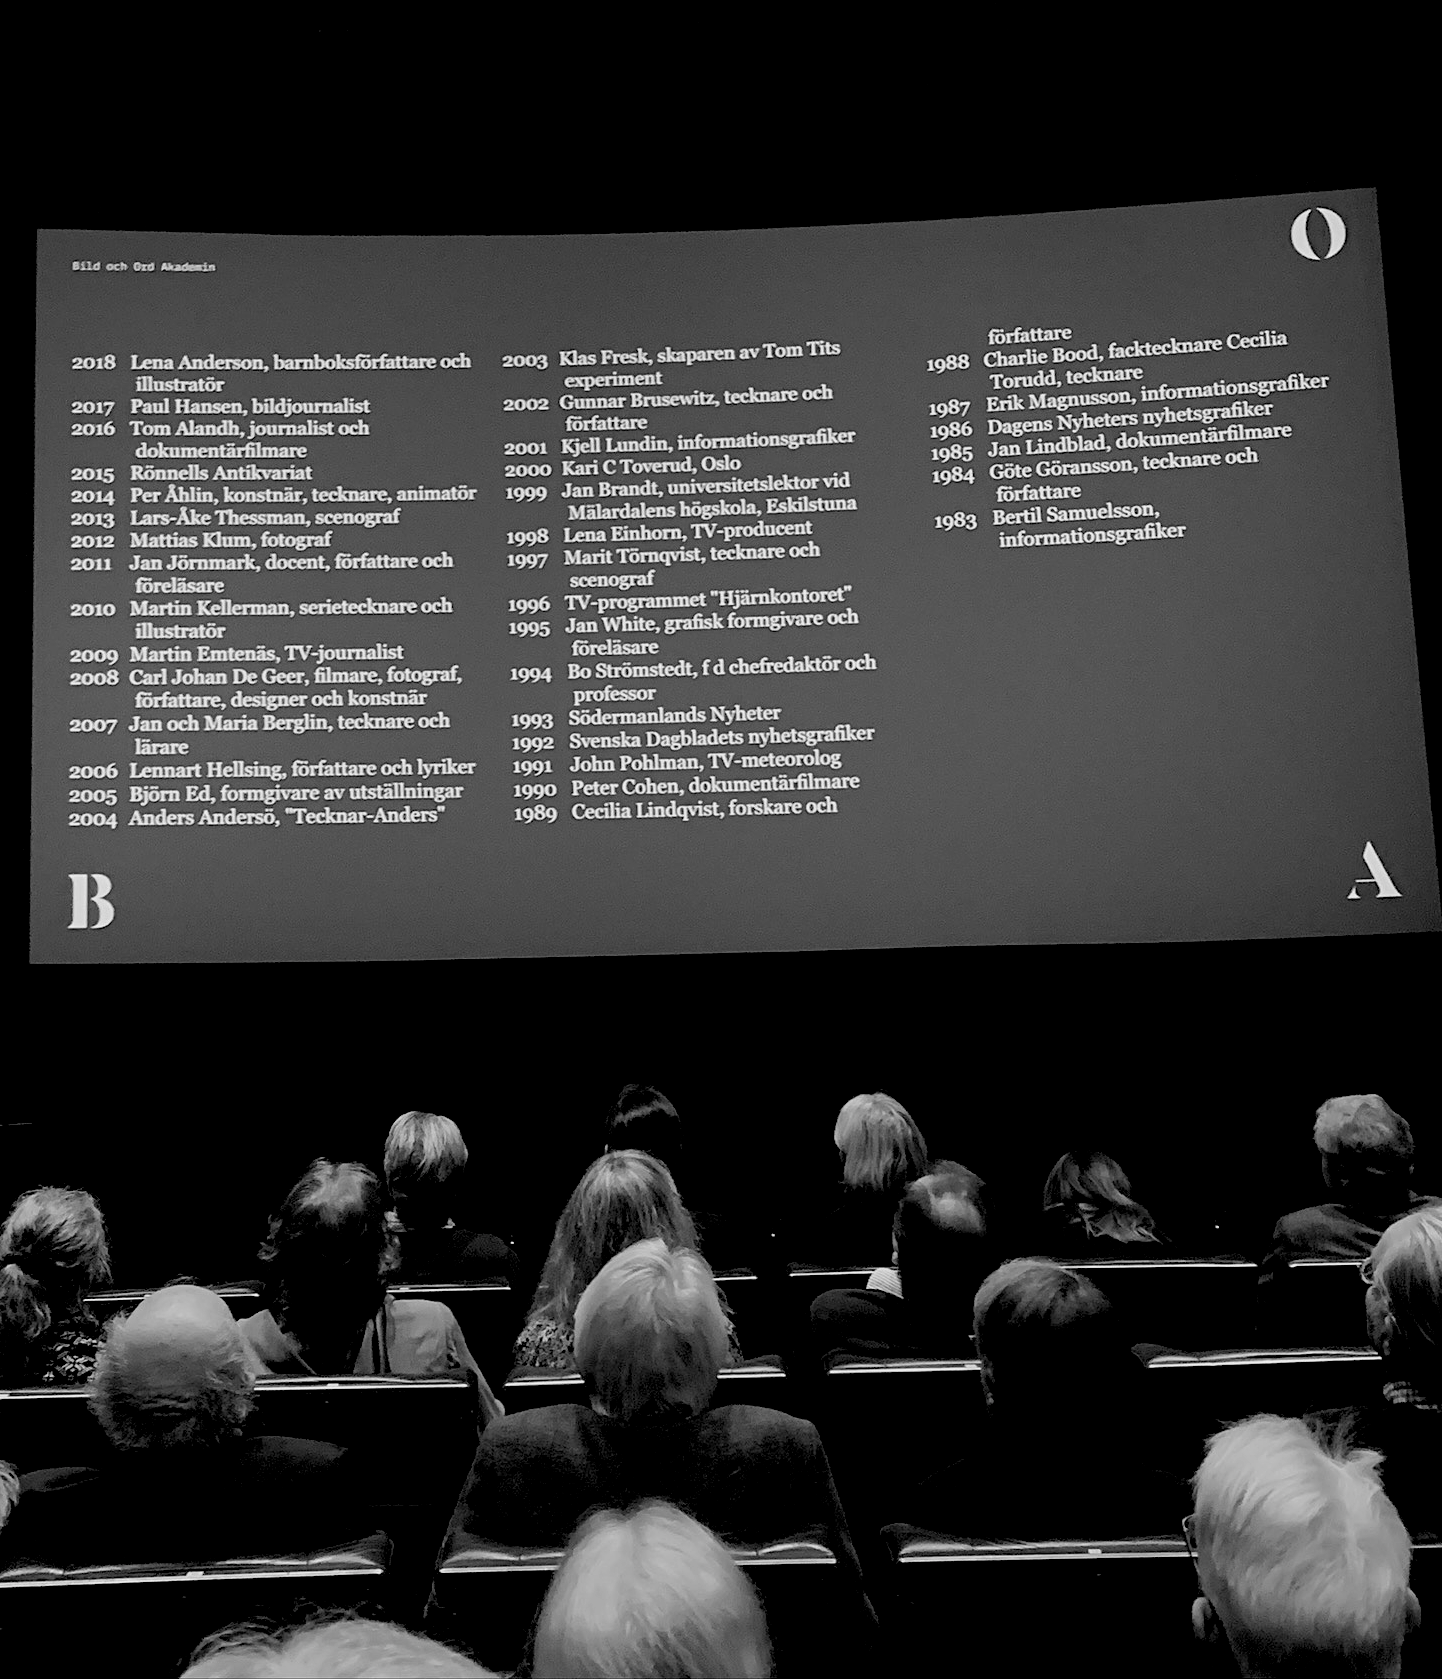 Bild och Ord Akademin
O
2018 Lena Anderson, barnboksförfattare och
illustratör
2017 Paul Hansen, bildjournalist
2016 Tom Alandh, journalist och
dokumentärfilmare
2015 Rönnells Antikvariat
2014 Per Åhlin, konstnär, tecknare, animatör
2013 Lars-Åke Thessman, scenograf
2012 Mattias Klum, fotograf
2011 Jan Jörnmark, docent, författare och
föreläsare
2010 Martin Kellerman, serietecknare och
illustratör
2009 Martin Emtenäs, TV-journalist
2008 Carl Johan De Geer, filmare, fotograf,
författare, designer och konstnär
2007 Jan och Maria Berglin, tecknare och
lärare
2006 Lennart Hellsing, författare och lyriker
2005 Björn Ed, formgivare av utställningar
2004 Anders Andersö, "Tecknar-Anders"
2003 Klas Fresk, skaparen av Tom Tits
experiment
2002 Gunnar Brusewitz, tecknare och
författare
2001 Kjell Lundin, informationsgrafiker
2000 Kari C Toverud, Oslo
1999 Jan Brandt, universitetslektor vid
Mälardalens högskola, Eskilstuna
1998 Lena Einhorn, TV-producent
1997 Marit Törnqvist, tecknare och
scenograf
1996 TV-programmet "Hjärnkontoret"
1995 Jan White, grafisk formgivare och
föreläsare
1994 Bo Strömstedt, f d chefredaktör och
professor
1993 Södermanlands Nyheter
1992 Svenska Dagbladets nyhetsgrafiker
1991 John Pohlman, TV-meteorolog
1990 Peter Cohen, dokumentärfilmare
1989 Cecilia Lindqvist, forskare och
författare
1988 Charlie Bood, facktecknare Cecilia
Torudd, tecknare
1987 Erik Magnusson, informationsgrafiker
1986 Dagens Nyheters nyhetsgrafiker
1985 Jan Lindblad, dokumentärfilmare
1984 Göte Göransson, tecknare och
författare
1983 Bertil Samuelsson,
informationsgrafiker
B
A